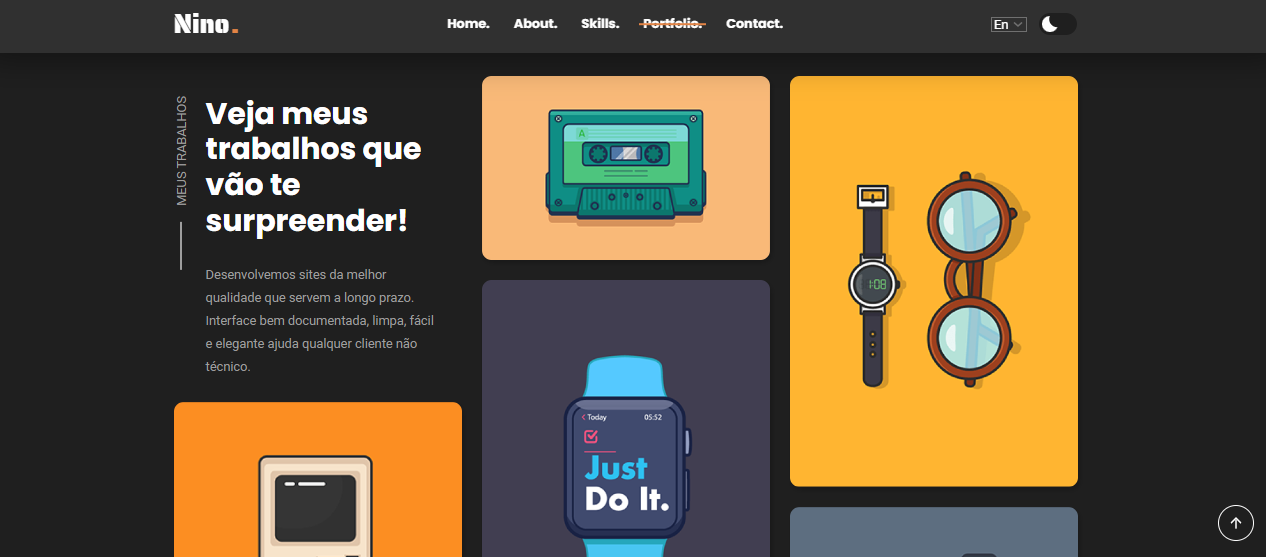 Nino.
Home.
About.
Skills.
Portfolio.
Contact.
En
MEUS TRABALHOS
Veja meus
trabalhos que
vão te
surpreender!
Desenvolvemos sites da melhor
qualidade que servem a longo prazo.
Interface bem documentada, limpa, fácil
e elegante ajuda qualquer cliente não
técnico.
A
1:08
Today
05:52
Just
Do It.